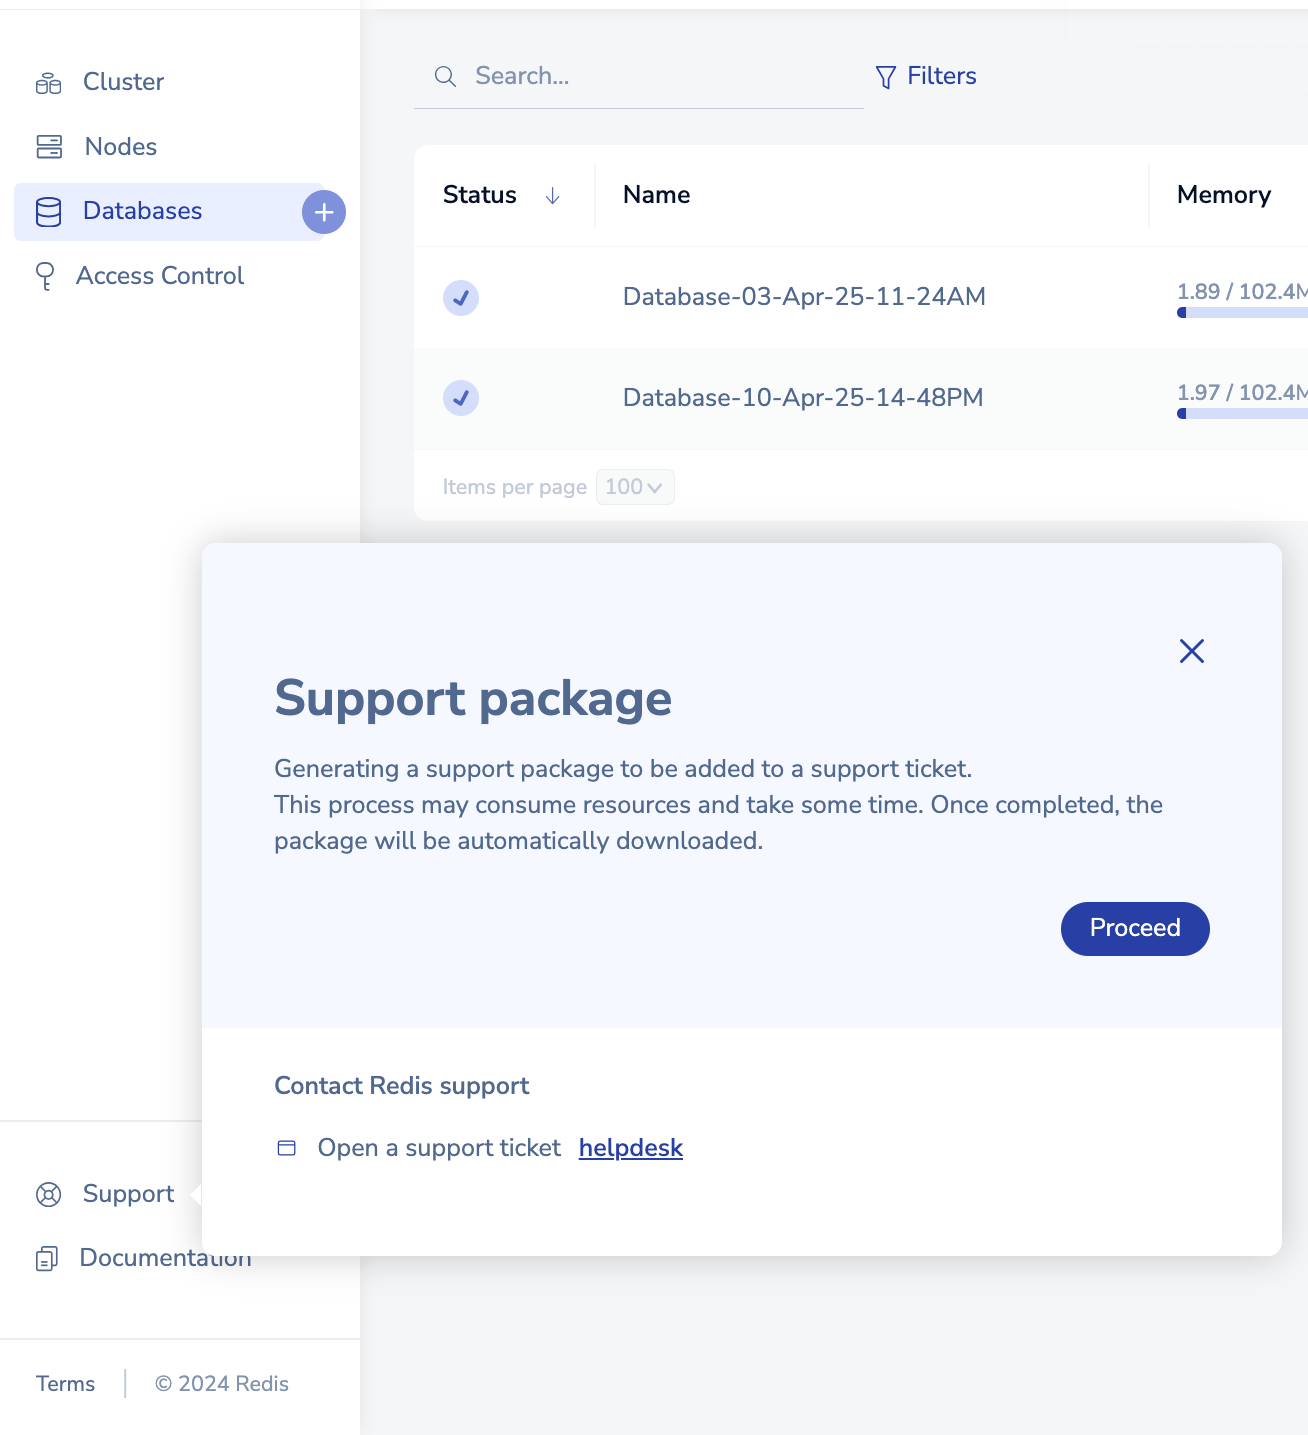 Cluster
Nodes
Databases
Access Control
Search...
Filters
Status
Name
Memory
Database-03-Apr-25-11-24AM
1.89 / 102.4M
Database-10-Apr-25-14-48PM
1.97 / 102.4M
Items per page 100
Support package
Generating a support package to be added to a support ticket.
This process may consume resources and take some time. Once completed, the
package will be automatically downloaded.
Proceed
Contact Redis support
Open a support ticket helpdesk
Support
Documentation
Terms
© 2024 Redis